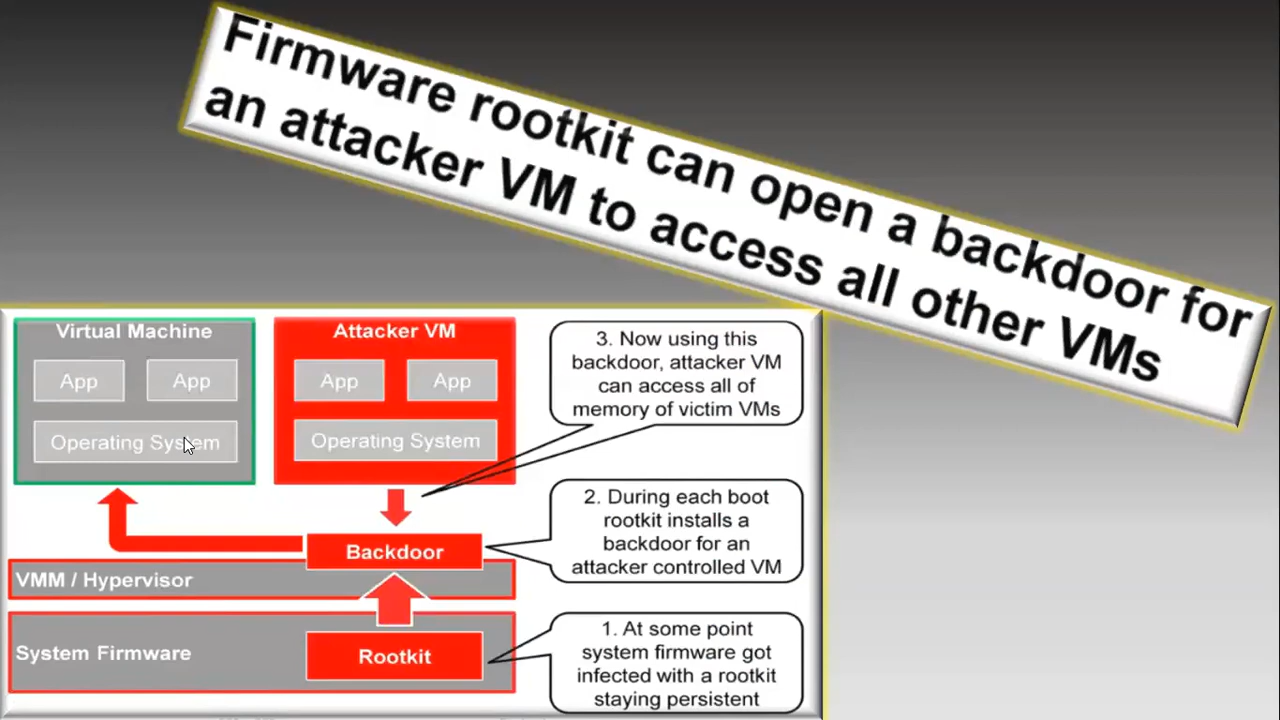 Firmware rootkit can open a backdoor for
an attacker VM to access all other VMs
Virtual Machine
App
App
Operating System
Attacker VM
App
App
Operating System
3. Now using this
backdoor, attacker VM
can access all of
memory of victim VMs
2. During each boot
rootkit installs a
backdoor for an
attacker controlled VM
Backdoor
VMM / Hypervisor
1. At some point
system firmware got
infected with a rootkit
staying persistent
System Firmware
Rootkit